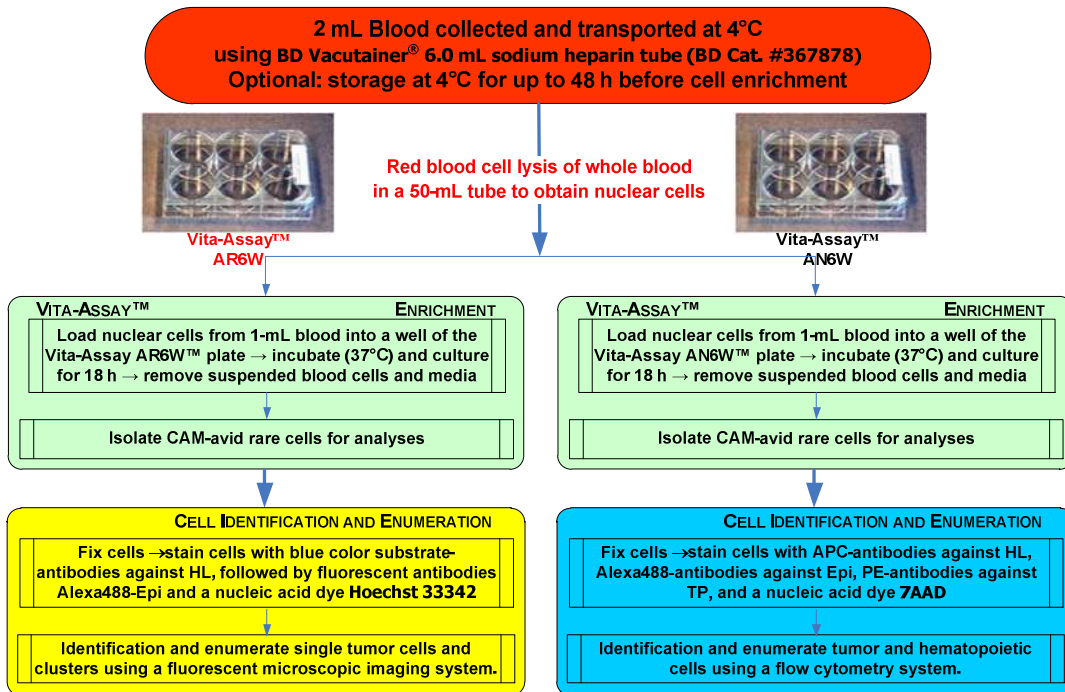 2 mL Blood collected and transported at 4°C
using BD Vacutainer® 6.0 mL sodium heparin tube (BD Cat. #367878)
Optional: storage at 4°C for up to 48 h before cell enrichment
Red blood cell lysis of whole blood
in a 50-mL tube to obtain nuclear cells
Vita-Assay™
AR6W
Vita-Assay™
AN6W
VITA-ASSAY™ ENRICHMENT
Load nuclear cells from 1-mL blood into a well of the
Vita-Assay AR6W™ plate → incubate (37°C) and culture
for 18 h → remove suspended blood cells and media
Isolate CAM-avid rare cells for analyses
VITA-ASSAY™ ENRICHMENT
Load nuclear cells from 1-mL blood into a well of the
Vita-Assay AN6W™ plate → incubate (37°C) and culture
for 18 h → remove suspended blood cells and media
Isolate CAM-avid rare cells for analyses
CELL IDENTIFICATION AND ENUMERATION
Fix cells →stain cells with blue color substrate-
antibodies against HL, followed by fluorescent antibodies
Alexa488-Epi and a nucleic acid dye Hoechst 33342
Identification and enumerate single tumor cells and
clusters using a fluorescent microscopic imaging system.
CELL IDENTIFICATION AND ENUMERATION
Fix cells →stain cells with APC-antibodies against HL,
Alexa488-antibodies against Epi, PE-antibodies against
TP, and a nucleic acid dye 7AAD
Identification and enumerate tumor and hematopoietic
cells using a flow cytometry system.